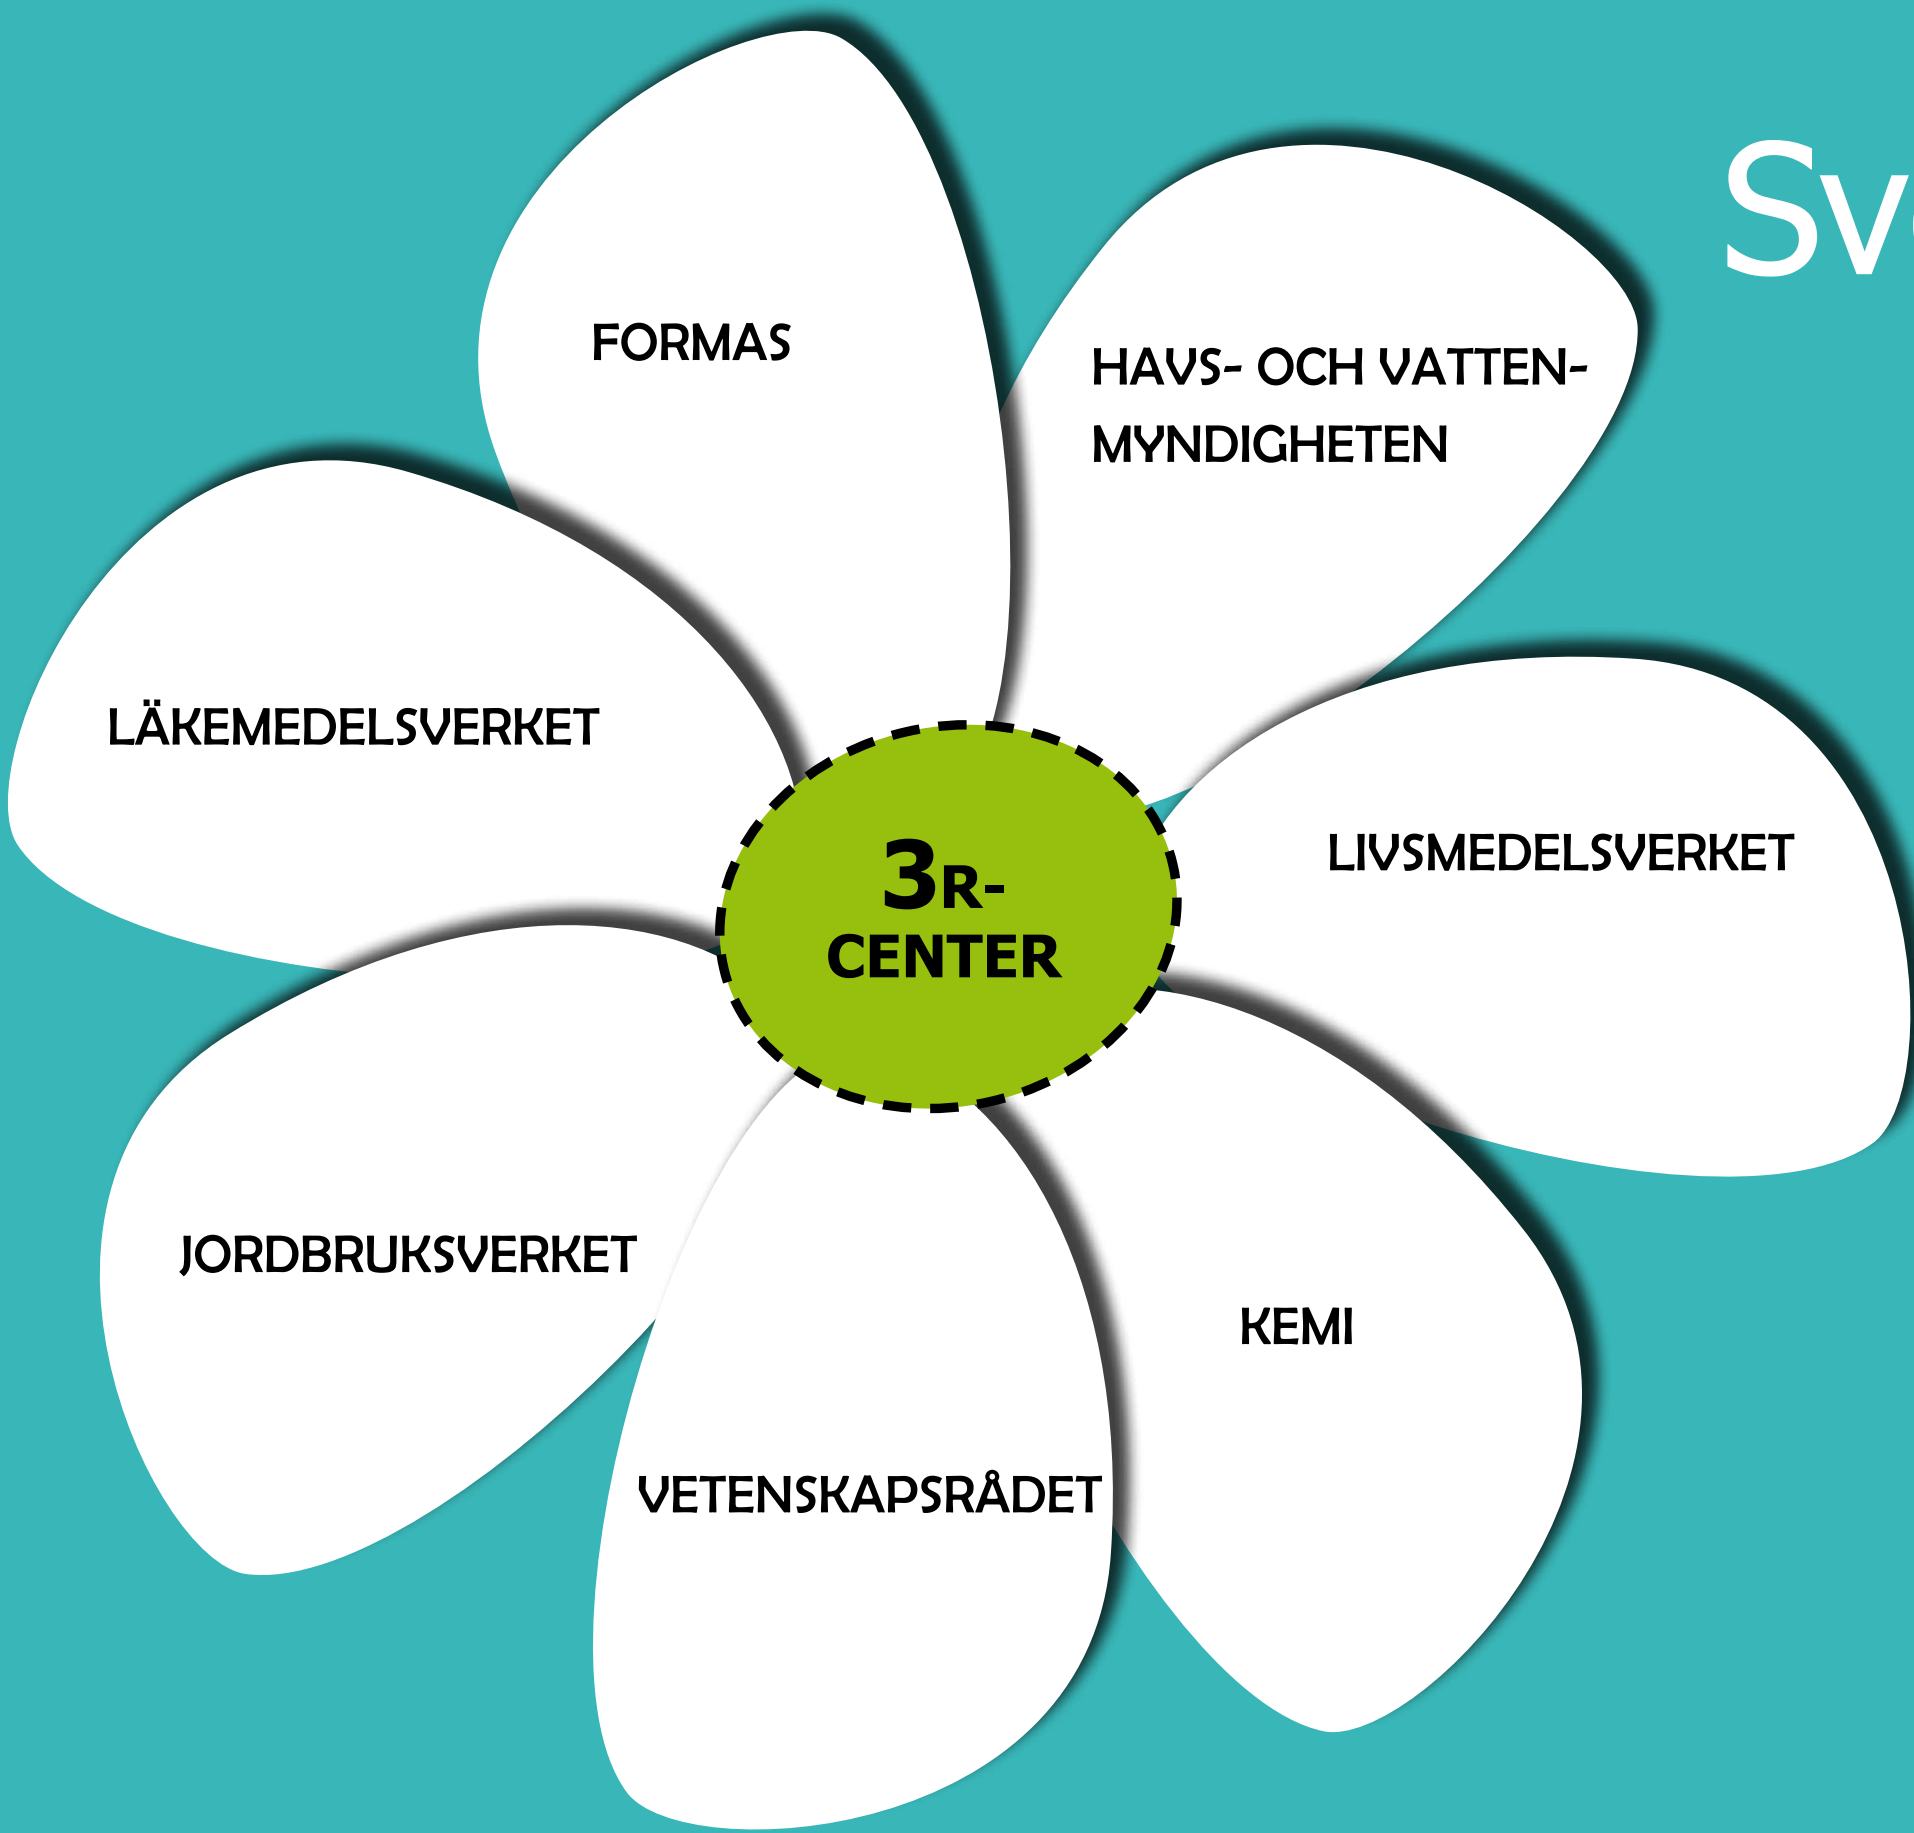 FORMAS
HAVS- OCH VATTEN-
MYNDIGHETEN
LÄKEMEDELSVERKET
LIVSMEDELSVERKET
3R-
CENTER
JORDBRUKSVERKET
KEMI
VETENSKAPSRÅDET